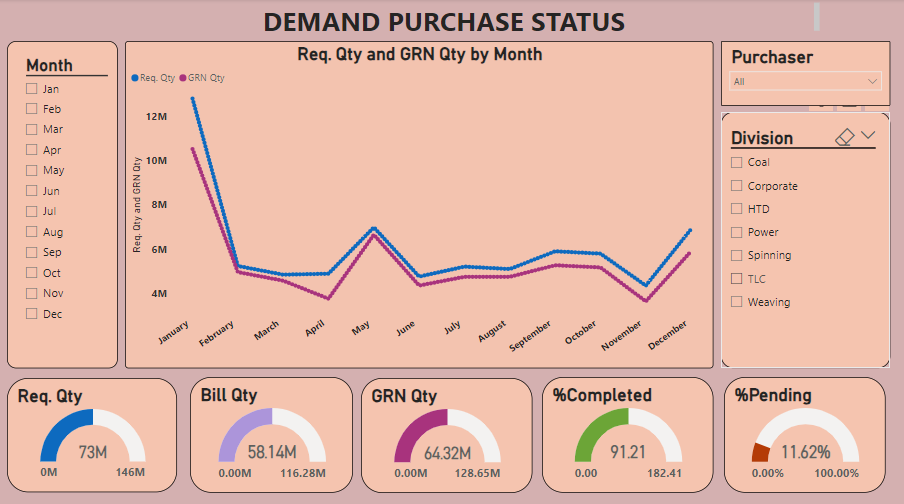 DEMAND PURCHASE STATUS
Month
Jan
Feb
Mar
Apr
May
Jun
Jul
Aug
Sep
Oct
Nov
Dec
Req. Qty and GRN Qty by Month
Req. Qty GRN Qty
Req. Qty and GRN Qty
12M
10M
8M
6M
4M
January
February
March
April
May
June
July
August
September
October
November
December
Purchaser
All
Division
Coal
Corporate
HTD
Power
Spinning
TLC
Weaving
Req. Qty
73M
0M 146M
Bill Qty
58.14M
0.00M 116.28M
GRN Qty
64.32M
0.00M 128.65M
%Completed
91.21
0.00 182.41
%Pending
11.62%
0.00% 100.00%